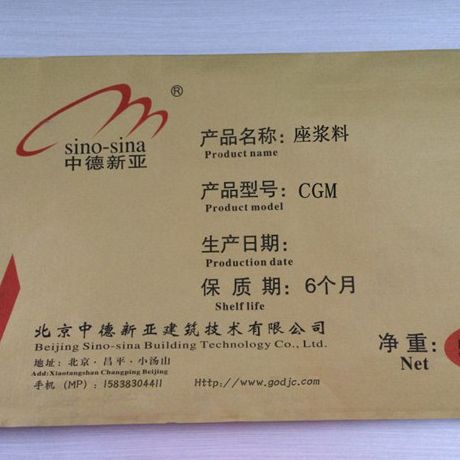 ®
sino-sina
中德新亚
产品名称：座浆料
Product name
产品型号：CGM
Product model
生产日期：
Production date
保 质 期：6个月
Shelf life
北京中德新亚建筑技术有限公司
Beijing Sino-sina Building Technology Co., Ltd.
地址：北京·昌平·小汤山
Add:Xiaotangshan Changping Beijing
手机（MP）:15838304411
Http://www.godjc.com
净 重：
Net